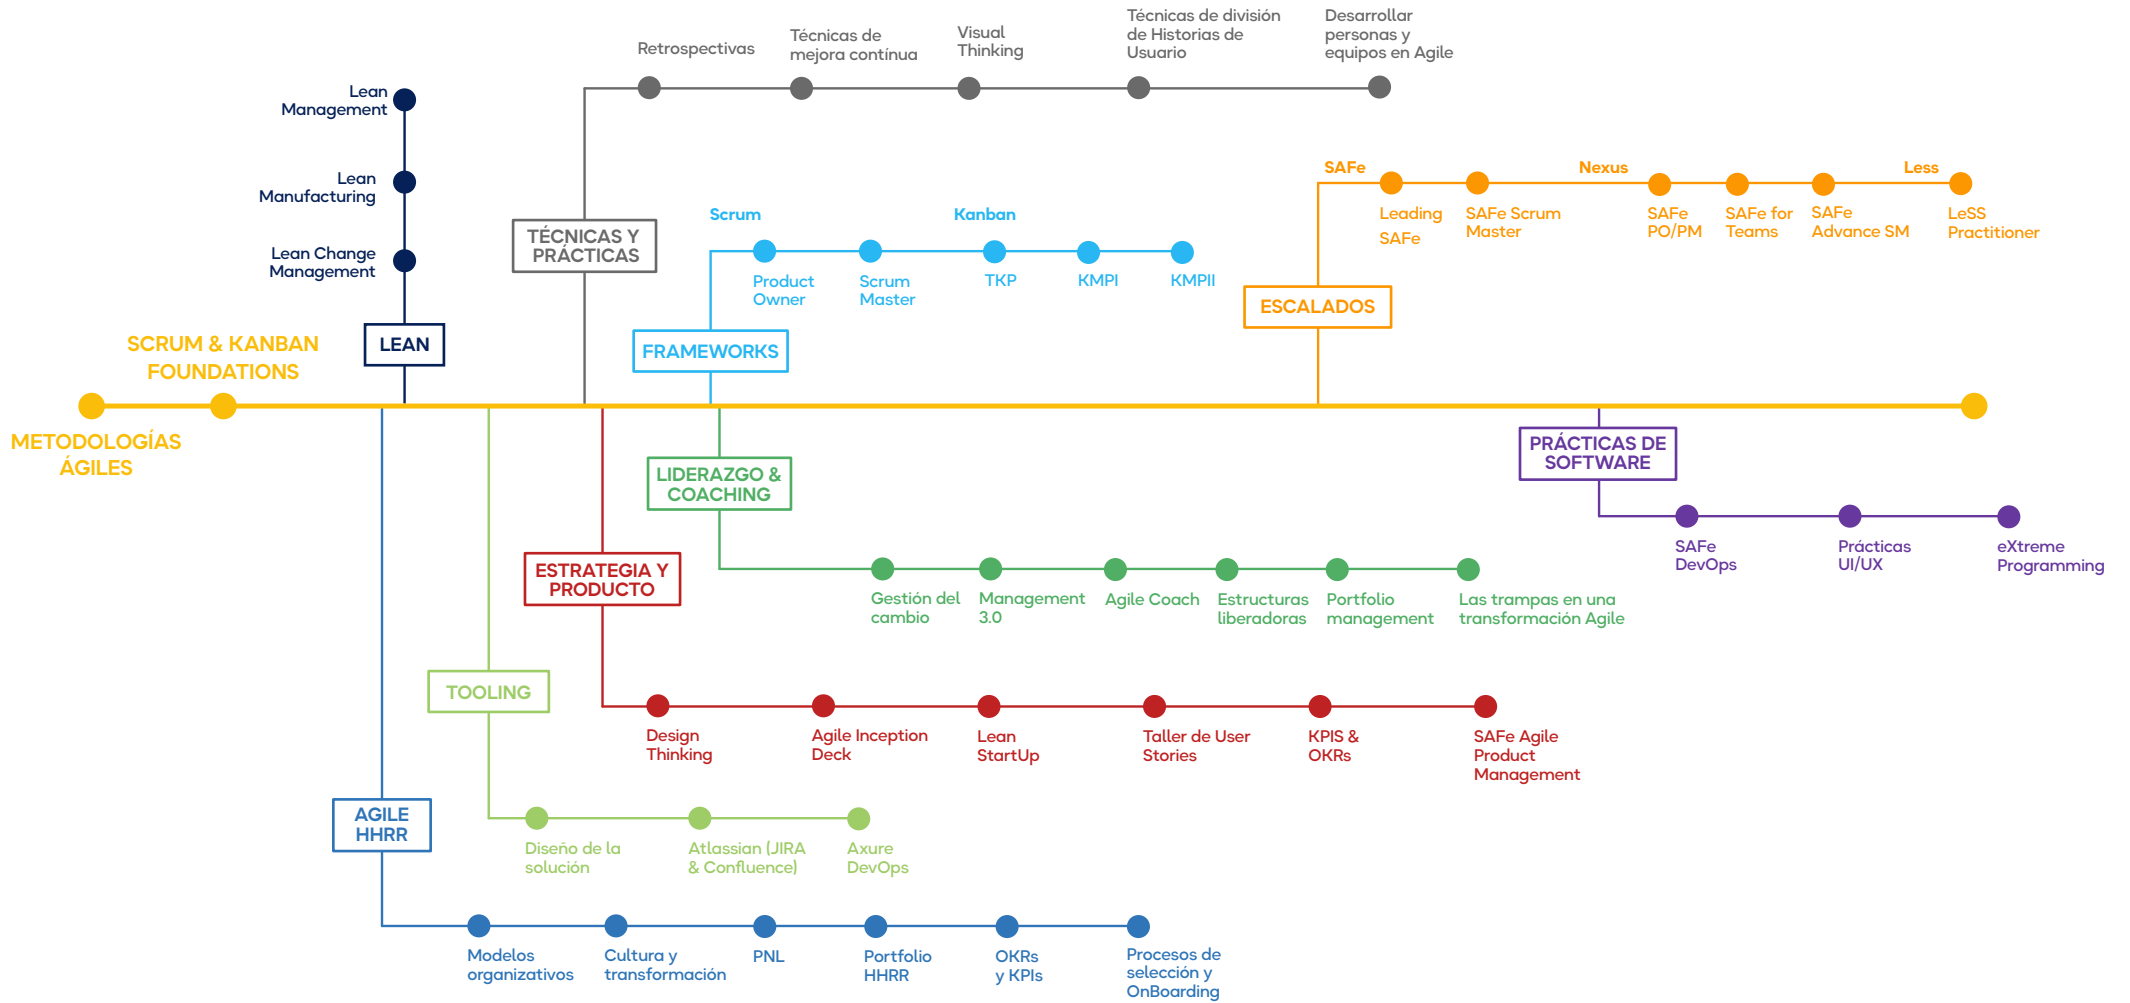 Retrospectivas
Técnicas de
mejora contínua
Visual
Thinking
Técnicas de división
de Historias de
Usuario
Desarrollar
personas y
equipos en Agile
Lean
Management
Lean
Manufacturing
Lean Change
Management
LEAN
TÉCNICAS Y
PRÁCTICAS
Scrum
Kanban
Product
Owner
Scrum
Master
TKP
KMPI
KMPII
FRAMEWORKS
SAFe
Nexus
Less
Leading
SAFe
SAFe Scrum
Master
SAFe
PO/PM
SAFe for
Teams
SAFe
Advance SM
LeSS
Practitioner
ESCALADOS
SCRUM & KANBAN
FOUNDATIONS
METODOLOGÍAS
ÁGILES
PRÁCTICAS DE
SOFTWARE
SAFe
DevOps
Prácticas
UI/UX
eXtreme
Programming
LIDERAZGO &
COACHING
Gestión del
cambio
Management
3.0
Agile Coach
Estructuras
liberadoras
Portfolio
management
Las trampas en una
transformación Agile
ESTRATEGIA Y
PRODUCTO
Design
Thinking
Agile Inception
Deck
Lean
StartUp
Taller de User
Stories
KPIS &
OKRs
SAFe Agile
Product
Management
TOOLING
Diseño de la
solución
Atlassian (JIRA
& Confluence)
Axure
DevOps
AGILE
HHRR
Modelos
organizativos
Cultura y
transformación
PNL
Portfolio
HHRR
OKRs
y KPIs
Procesos de
selección y
OnBoarding